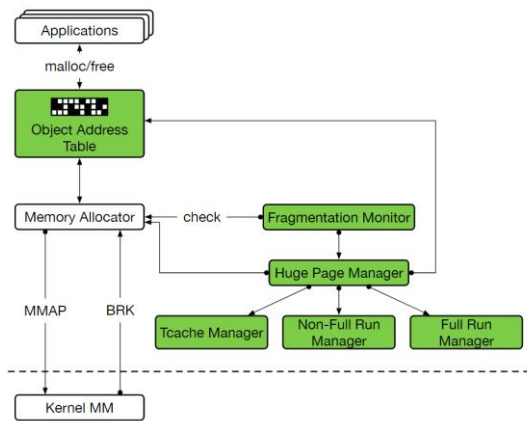 Applications
malloc/free
Object Address
Table
Memory Allocator
check
Fragmentation Monitor
Huge Page Manager
MMAP
BRK
Tcache Manager
Non-Full Run
Manager
Full Run
Manager
Kernel MM